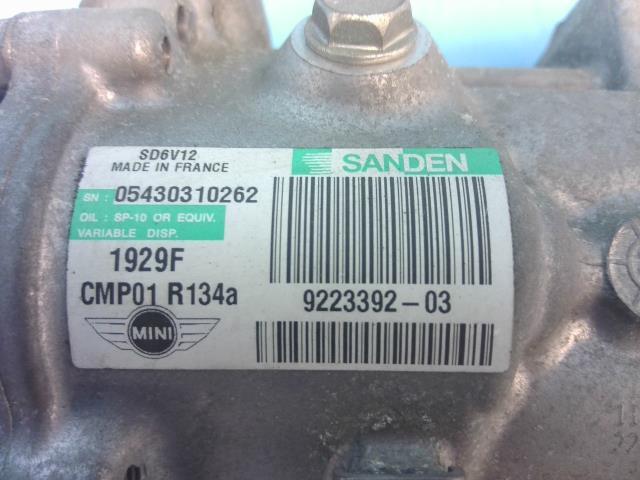 SD6V12
MADE IN FRANCE
SANDEN
SN : 05430310262
OIL : SP-10 OR EQUIV.
VARIABLE DISP.
1929F
CMP01 R134a
9223392-03
MINI